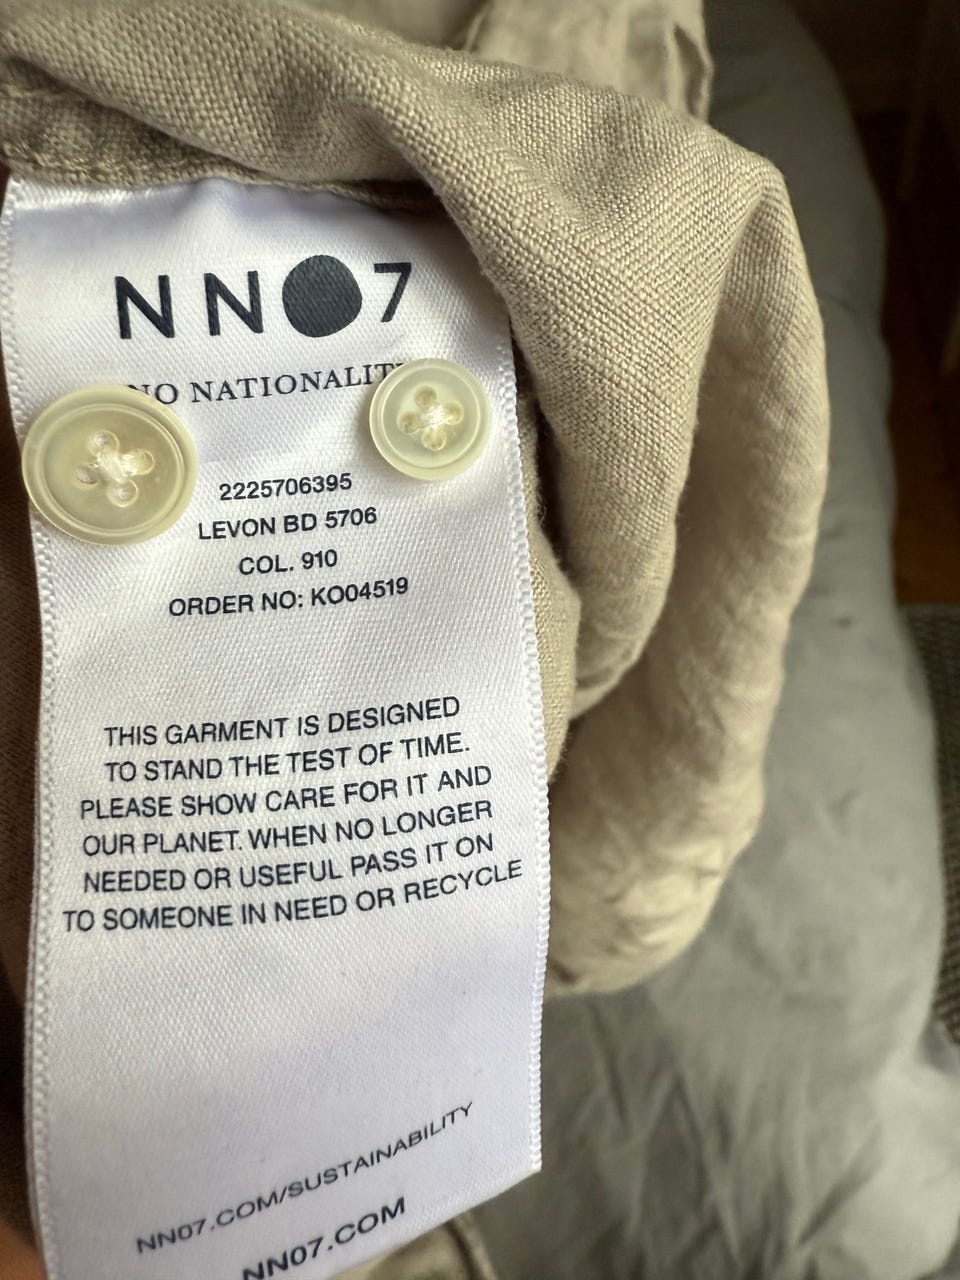 NN07
NO NATIONALITY
2225706395
LEVON BD 5706
COL. 910
ORDER NO: KO04519
THIS GARMENT IS DESIGNED
TO STAND THE TEST OF TIME.
PLEASE SHOW CARE FOR IT AND
OUR PLANET. WHEN NO LONGER
NEEDED OR USEFUL PASS IT ON
TO SOMEONE IN NEED OR RECYCLE
NN07.COM/SUSTAINABILITY
NN07.COM